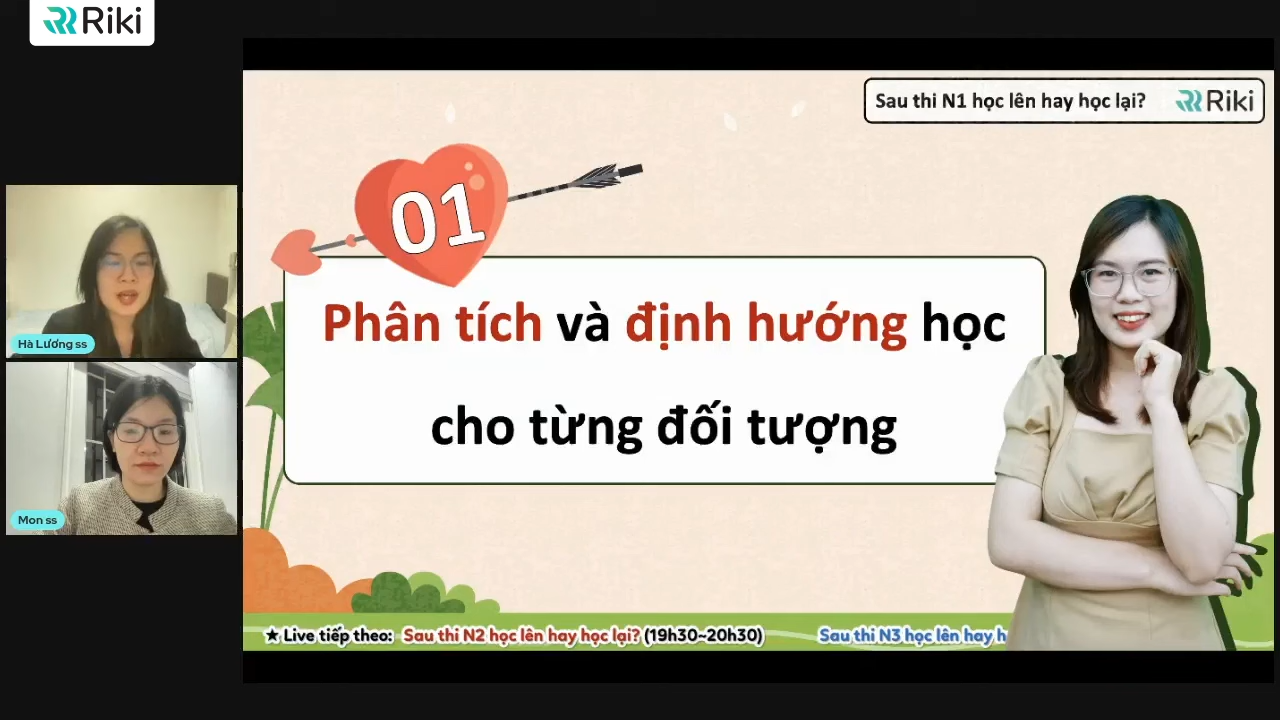 Riki
Sau thi N1 học lên hay học lại?
Riki
01
Phân tích và định hướng học
cho từng đối tượng
Hà Lương ss
Mon ss
★ Live tiếp theo: Sau thi N2 học lên hay học lại? (19h30~20h30)
Sau thi N3 học lên hay h